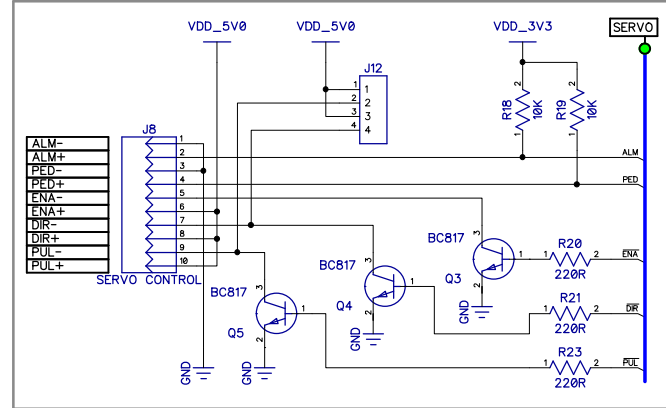 VDD_5V0 VDD_5V0 VDD_3V3 SERVO
J12
1 1
2 2
3 3
4 4
2 2
R18 10K R19 10K
1 1
J8
ALM- 1
ALM+ 2 ALM
PED- 3
PED+ 4 PED
ENA- 5
ENA+ 6
DIR- 7
DIR+ 8
PUL- 9
PUL+ 10
SERVO CONTROL
BC817 3 1 Q3 2 GND
1 R20 2 ENA
220R
BC817 3 1 Q4 2 GND
1 R21 2 DIR
220R
BC817 3 1 Q5 2 GND
1 R23 2 PUL
220R
GND